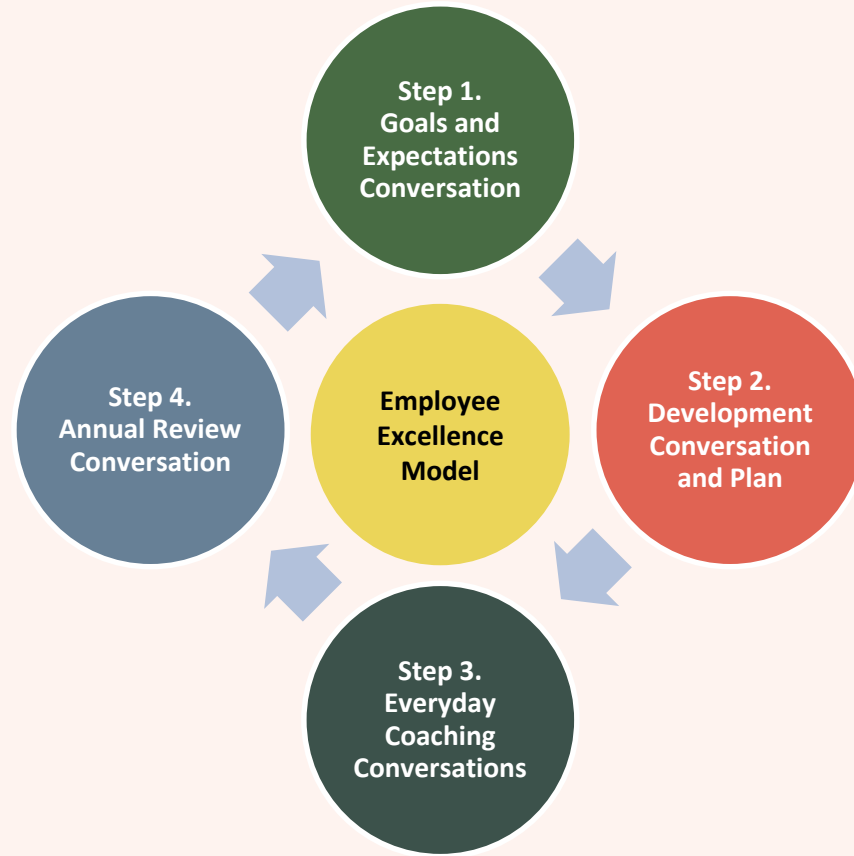 Step 1.
Goals and
Expectations
Conversation
Step 4.
Annual Review
Conversation
Employee
Excellence
Model
Step 2.
Development
Conversation
and Plan
Step 3.
Everyday
Coaching
Conversations